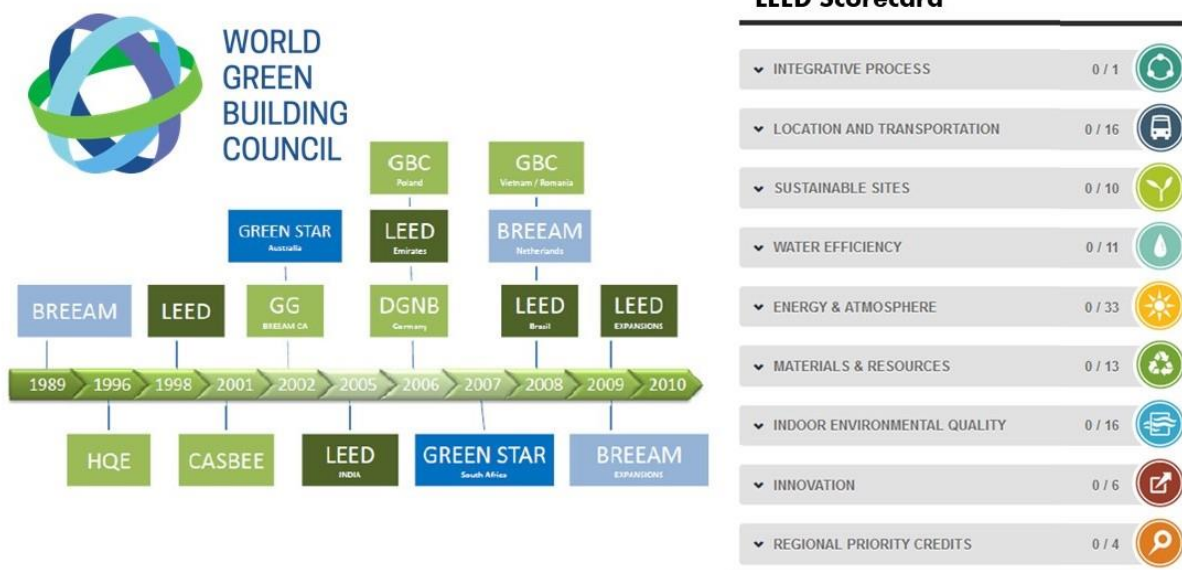 WORLD
GREEN
BUILDING
COUNCIL
GBC
Poland
GBC
Vietnam / Romania
GREEN STAR
Australia
LEED
Emirates
BREEAM
Netherlands
BREEAM
LEED
GG
BREEAM CA
DGNB
Germany
LEED
Brazil
LEED
EXPANSIONS
1989 1996 1998 2001 2002 2005 2006 2007 2008 2009 2010
HQE
CASBEE
LEED
INDIA
GREEN STAR
South Africa
BREEAM
EXPANSIONS
LEED Scorecard
INTEGRATIVE PROCESS 0 / 1
LOCATION AND TRANSPORTATION 0 / 16
SUSTAINABLE SITES 0 / 10
WATER EFFICIENCY 0 / 11
ENERGY & ATMOSPHERE 0 / 33
MATERIALS & RESOURCES 0 / 13
INDOOR ENVIRONMENTAL QUALITY 0 / 16
INNOVATION 0 / 6
REGIONAL PRIORITY CREDITS 0 / 4